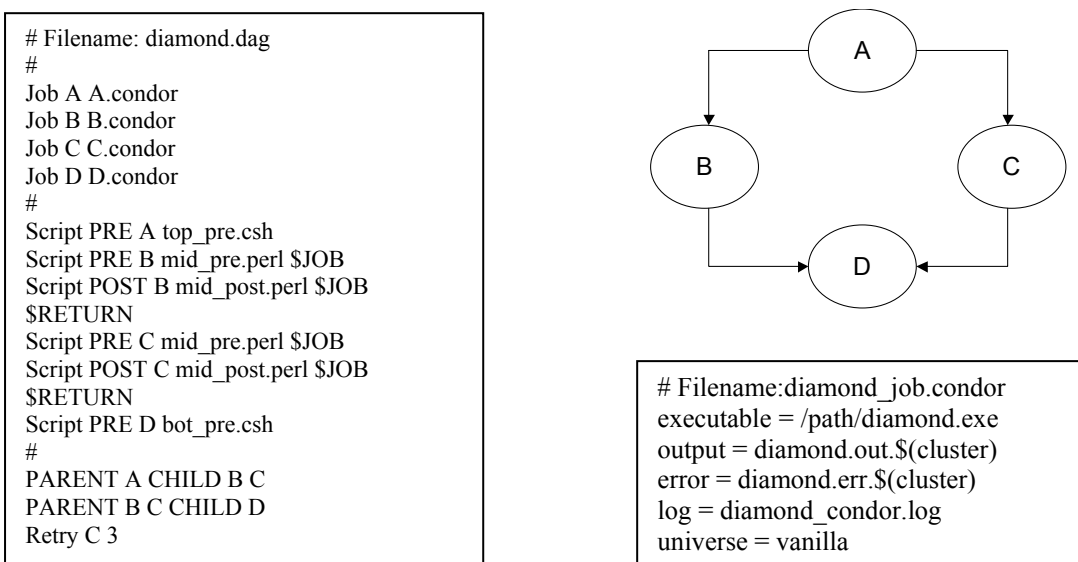 # Filename: diamond.dag
#
Job A A.condor
Job B B.condor
Job C C.condor
Job D D.condor
#
Script PRE A top_pre.csh
Script PRE B mid_pre.perl $JOB
Script POST B mid_post.perl $JOB
$RETURN
Script PRE C mid_pre.perl $JOB
Script POST C mid_post.perl $JOB
$RETURN
Script PRE D bot_pre.csh
#
PARENT A CHILD B C
PARENT B C CHILD D
Retry C 3
A
B
C
D
# Filename:diamond_job.condor
executable = /path/diamond.exe
output = diamond.out.$(cluster)
error = diamond.err.$(cluster)
log = diamond_condor.log
universe = vanilla